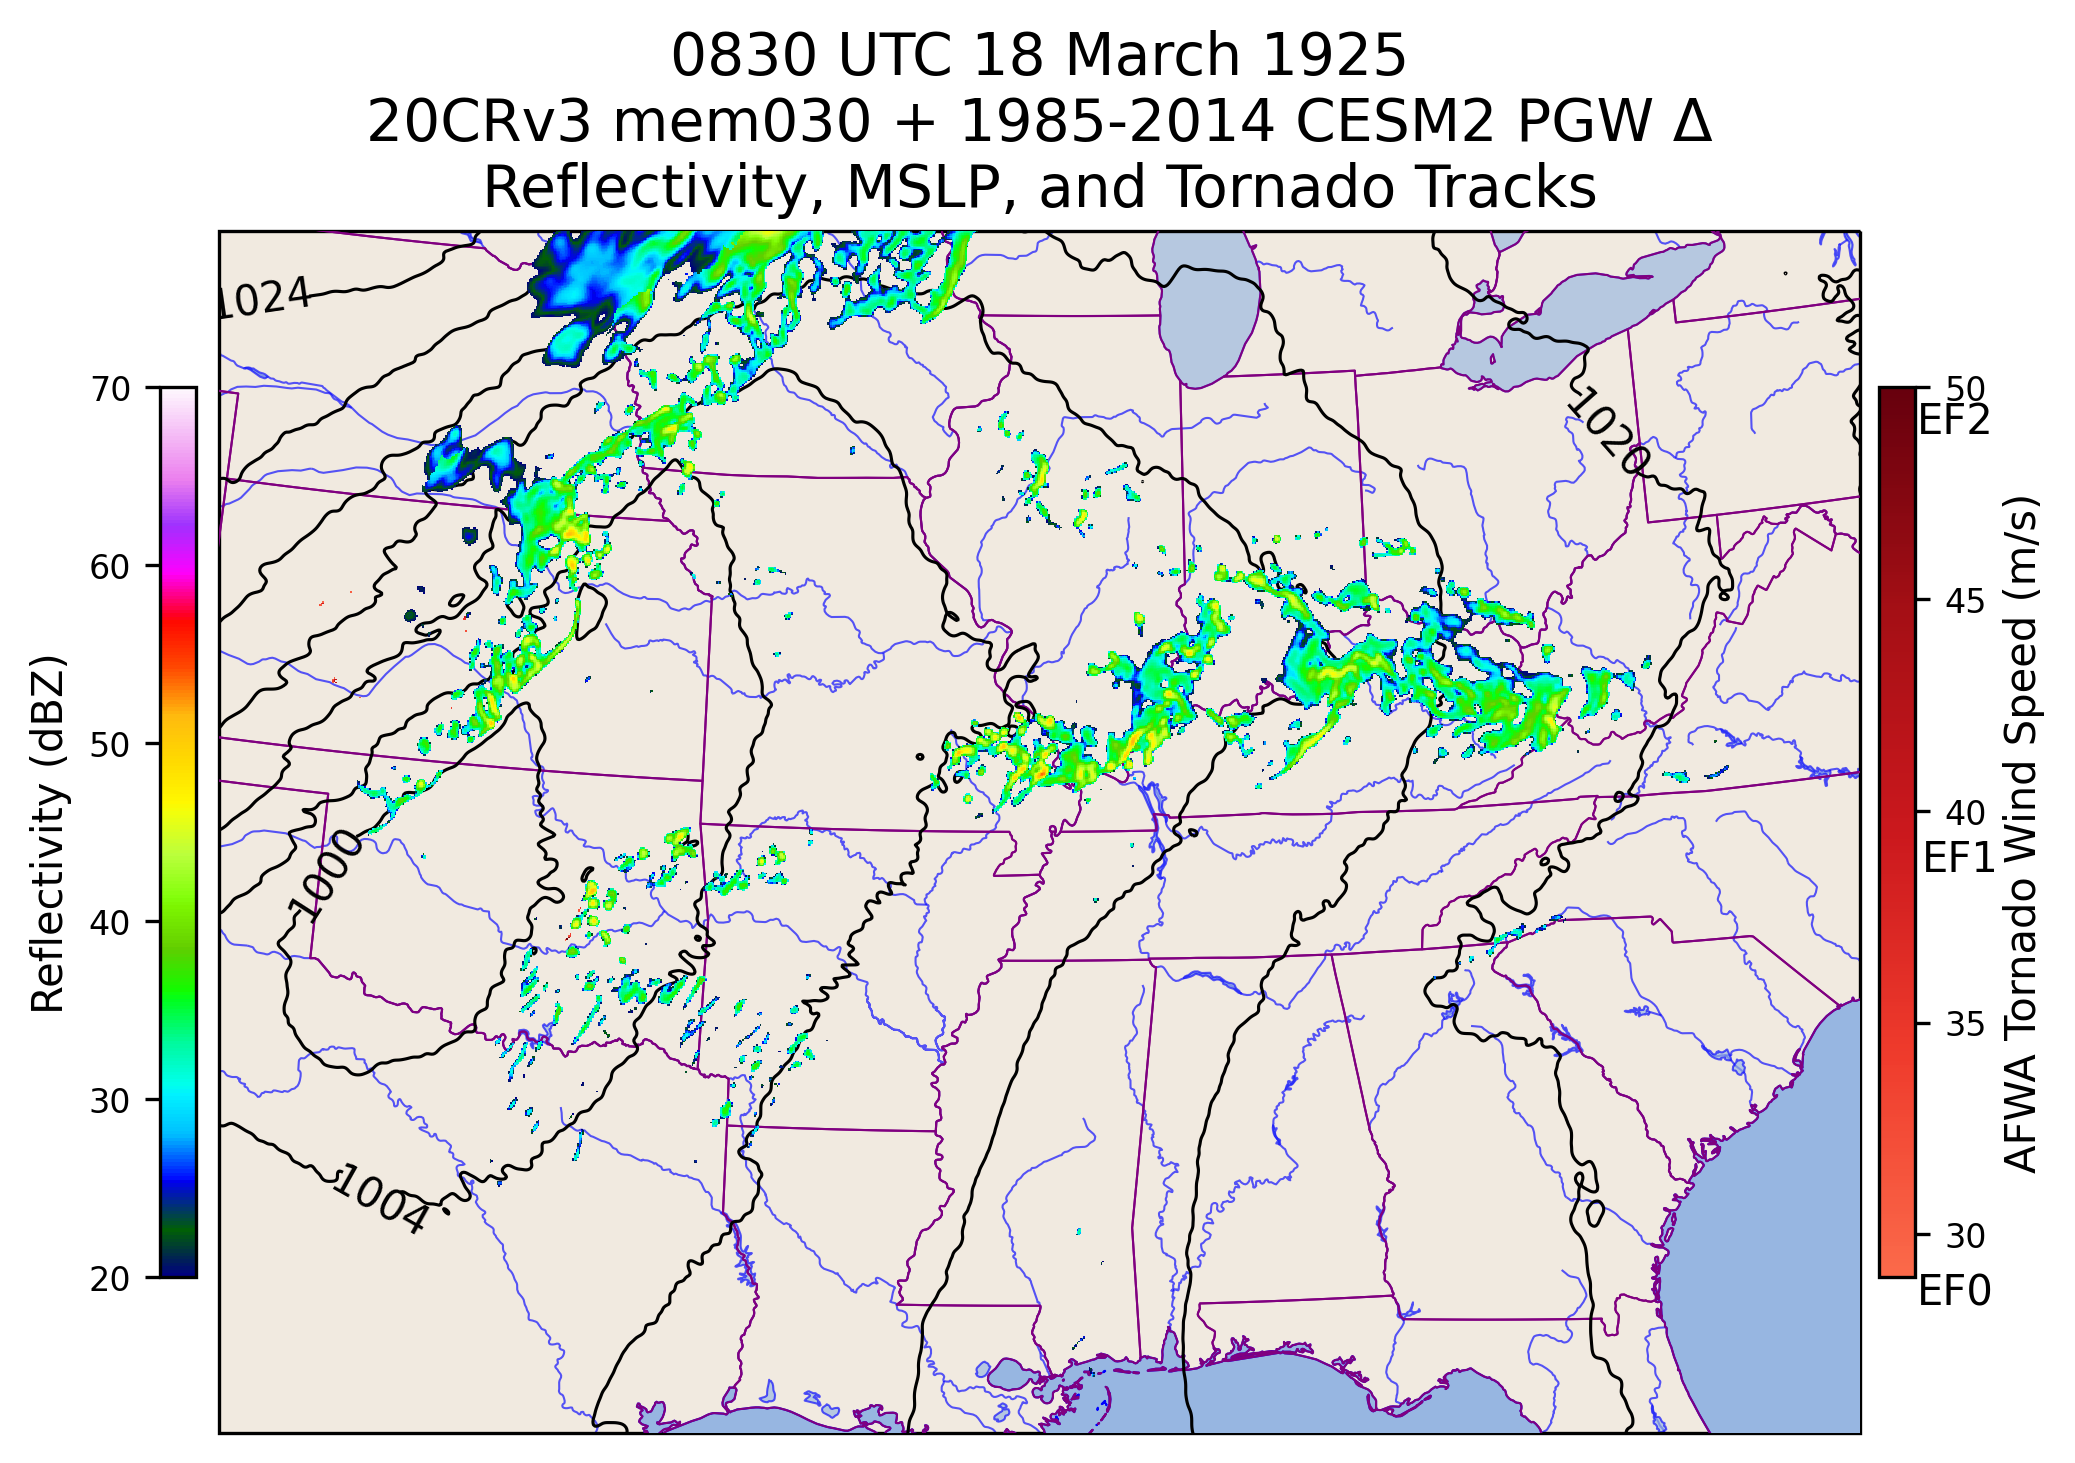 0830 UTC 18 March 1925
20CRv3 mem030 + 1985-2014 CESM2 PGW Δ
Reflectivity, MSLP, and Tornado Tracks
1024
1020
1000
1004
70
60
50
40
30
20
Reflectivity (dBZ)
50
EF2
45
40
EF1
35
30
EF0
AFWA Tornado Wind Speed (m/s)